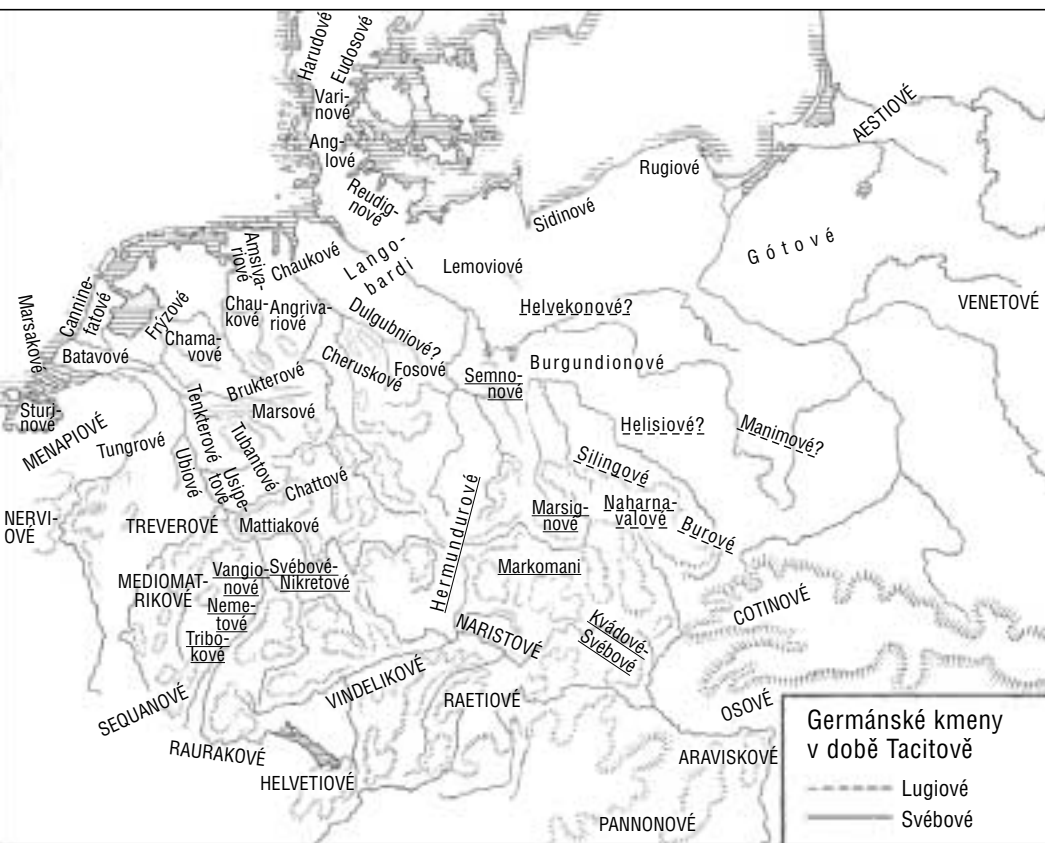 Harudové
Eudosové
Vari-
nové
Ang-
lové
Reudig-
nové
AESTIOVÉ
Rugiové
Sidinové
Gótové
VENETOVÉ
Amsiva-
riové
Chaukové
Lango-
bardi
Lemoviové
Marsakové
Cannine-
fatové
Frýzové
Chau-
kové
Angriva-
riové
Dulgubniové?
Helvekonové?
Batavové
Chama-
vové
Cheruskové
Fosové
Semno-
nové
Burgundionové
Brukterové
Sturi-
nové
MENAPIOVÉ
Tungrové
Tenkterové
Marsové
Helisiové?
Manimové?
Ubiové
Usipe-
tové
Tubantové
Chattové
Silingové
NERVI-
OVÉ
TREVEROVÉ
Mattiakové
Hermundurové
Marsig-
nové
Naharna-
valové
Burové
MEDIOMAT-
RIKOVÉ
Vangio-
nové
Svébové-
Nikretové
Markomani
Neme-
tové
Tribo-
kové
COTINOVÉ
NARISTOVÉ
Kvádové-
Svébové
SEQUANOVÉ
VINDELIKOVÉ
RAETIOVÉ
OSOVÉ
RAURAKOVÉ
HELVETIOVÉ
ARAVISKOVÉ
PANNONOVÉ
Germánské kmeny
v době Tacitově
Lugiové
Svébové